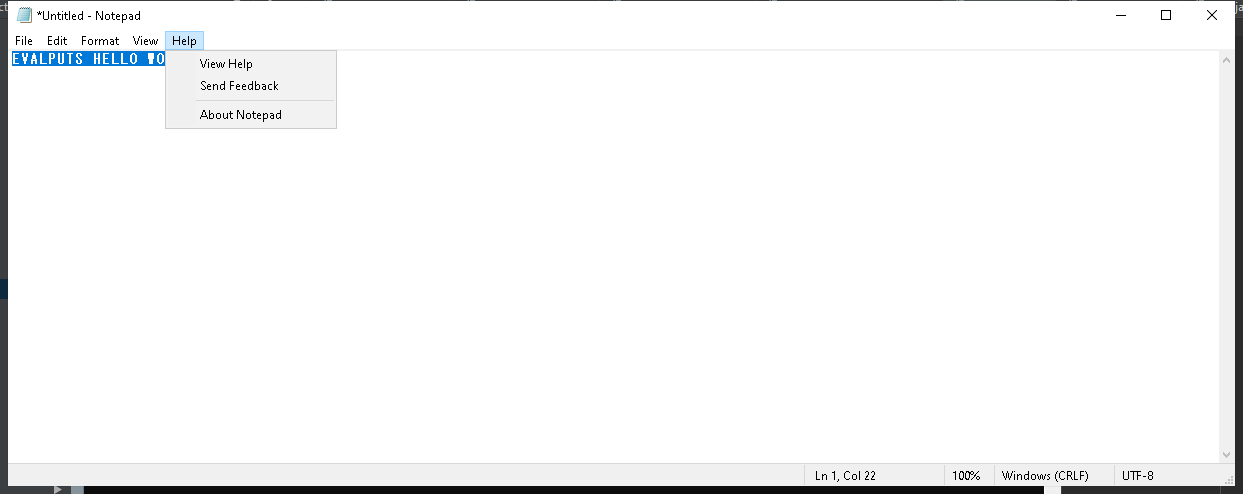 *Untitled - Notepad
File Edit Format View Help
EVALPUTS HELLO WO
View Help
Send Feedback
About Notepad
Ln 1, Col 22 100% Windows (CRLF) UTF-8